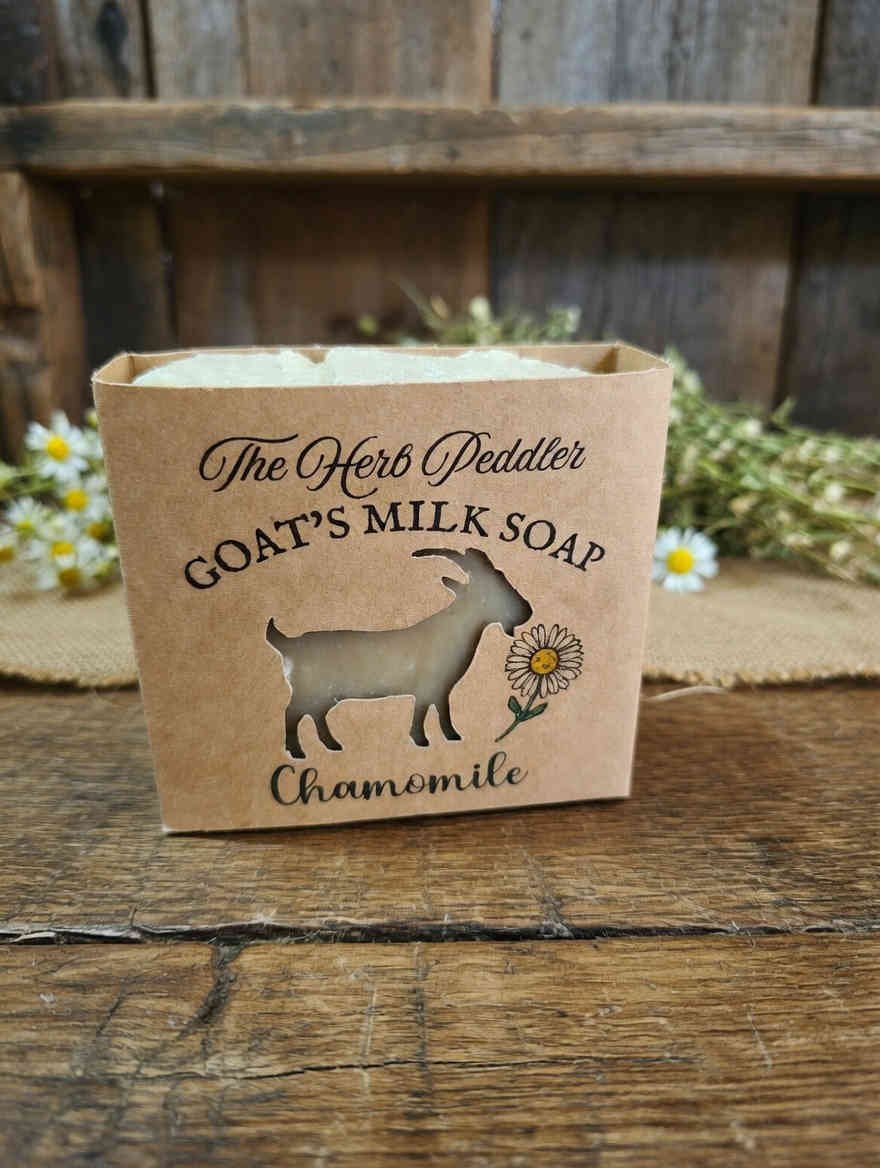 The Herb Peddler
GOAT'S MILK SOAP
Chamomile